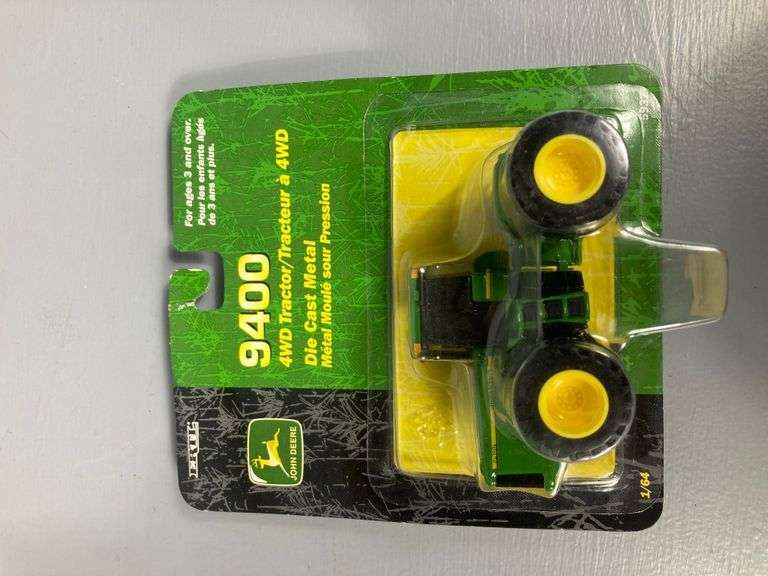 ERTL
JOHN DEERE
For ages 3 and over.
Pour les enfants âgés
de 3 ans et plus.
9400
4WD Tractor/Tracteur à 4WD
Die Cast Metal
Métal Moulé sour Pression
1/64